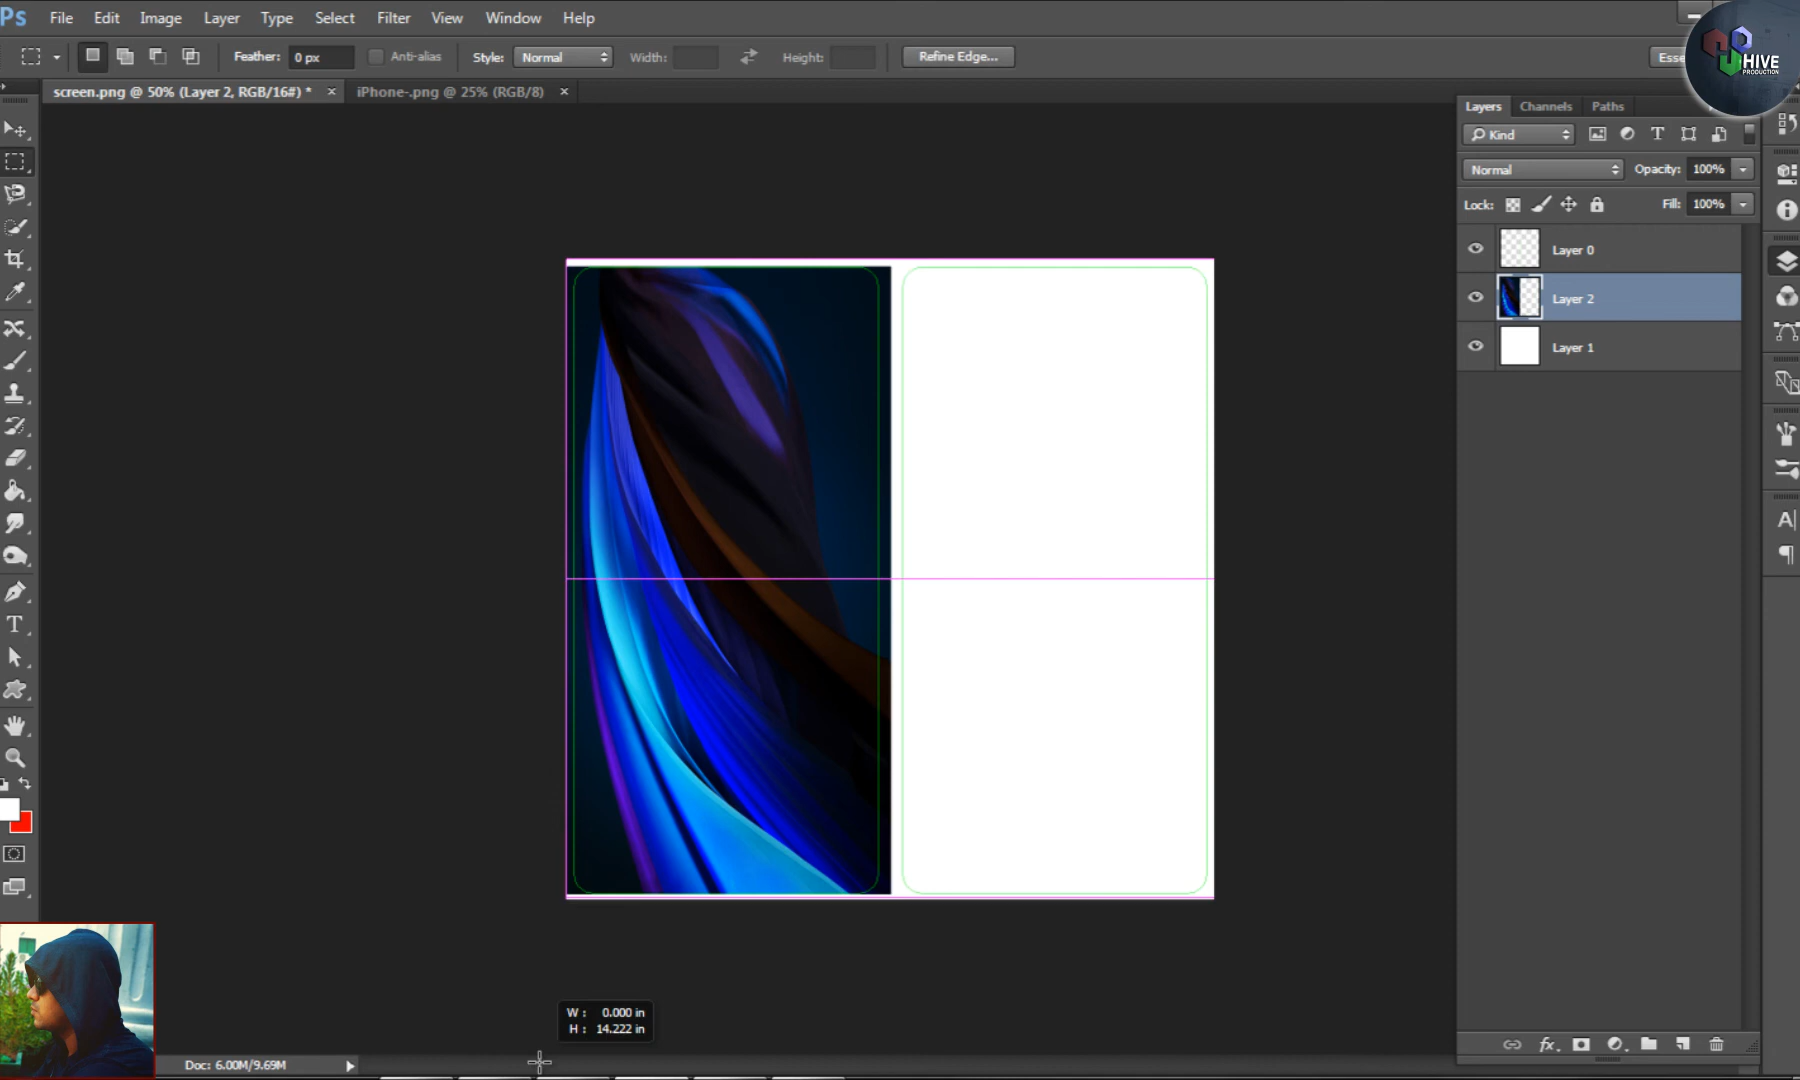 Ps File Edit Image Layer Type Select Filter View Window Help
Feather: 0 px Anti-alias Style: Normal Width: Height: Refine Edge... Esse
HIVE
PRODUCTION
screen.png @ 50% (Layer 2, RGB/16#) * × iPhone-.png @ 25% (RGB/8) ×
Layers Channels Paths
Kind
Normal Opacity: 100%
Lock: Fill: 100%
Layer 0
Layer 2
Layer 1
W : 0.000 in
H : 14.222 in
Doc: 6.00M/9.69M